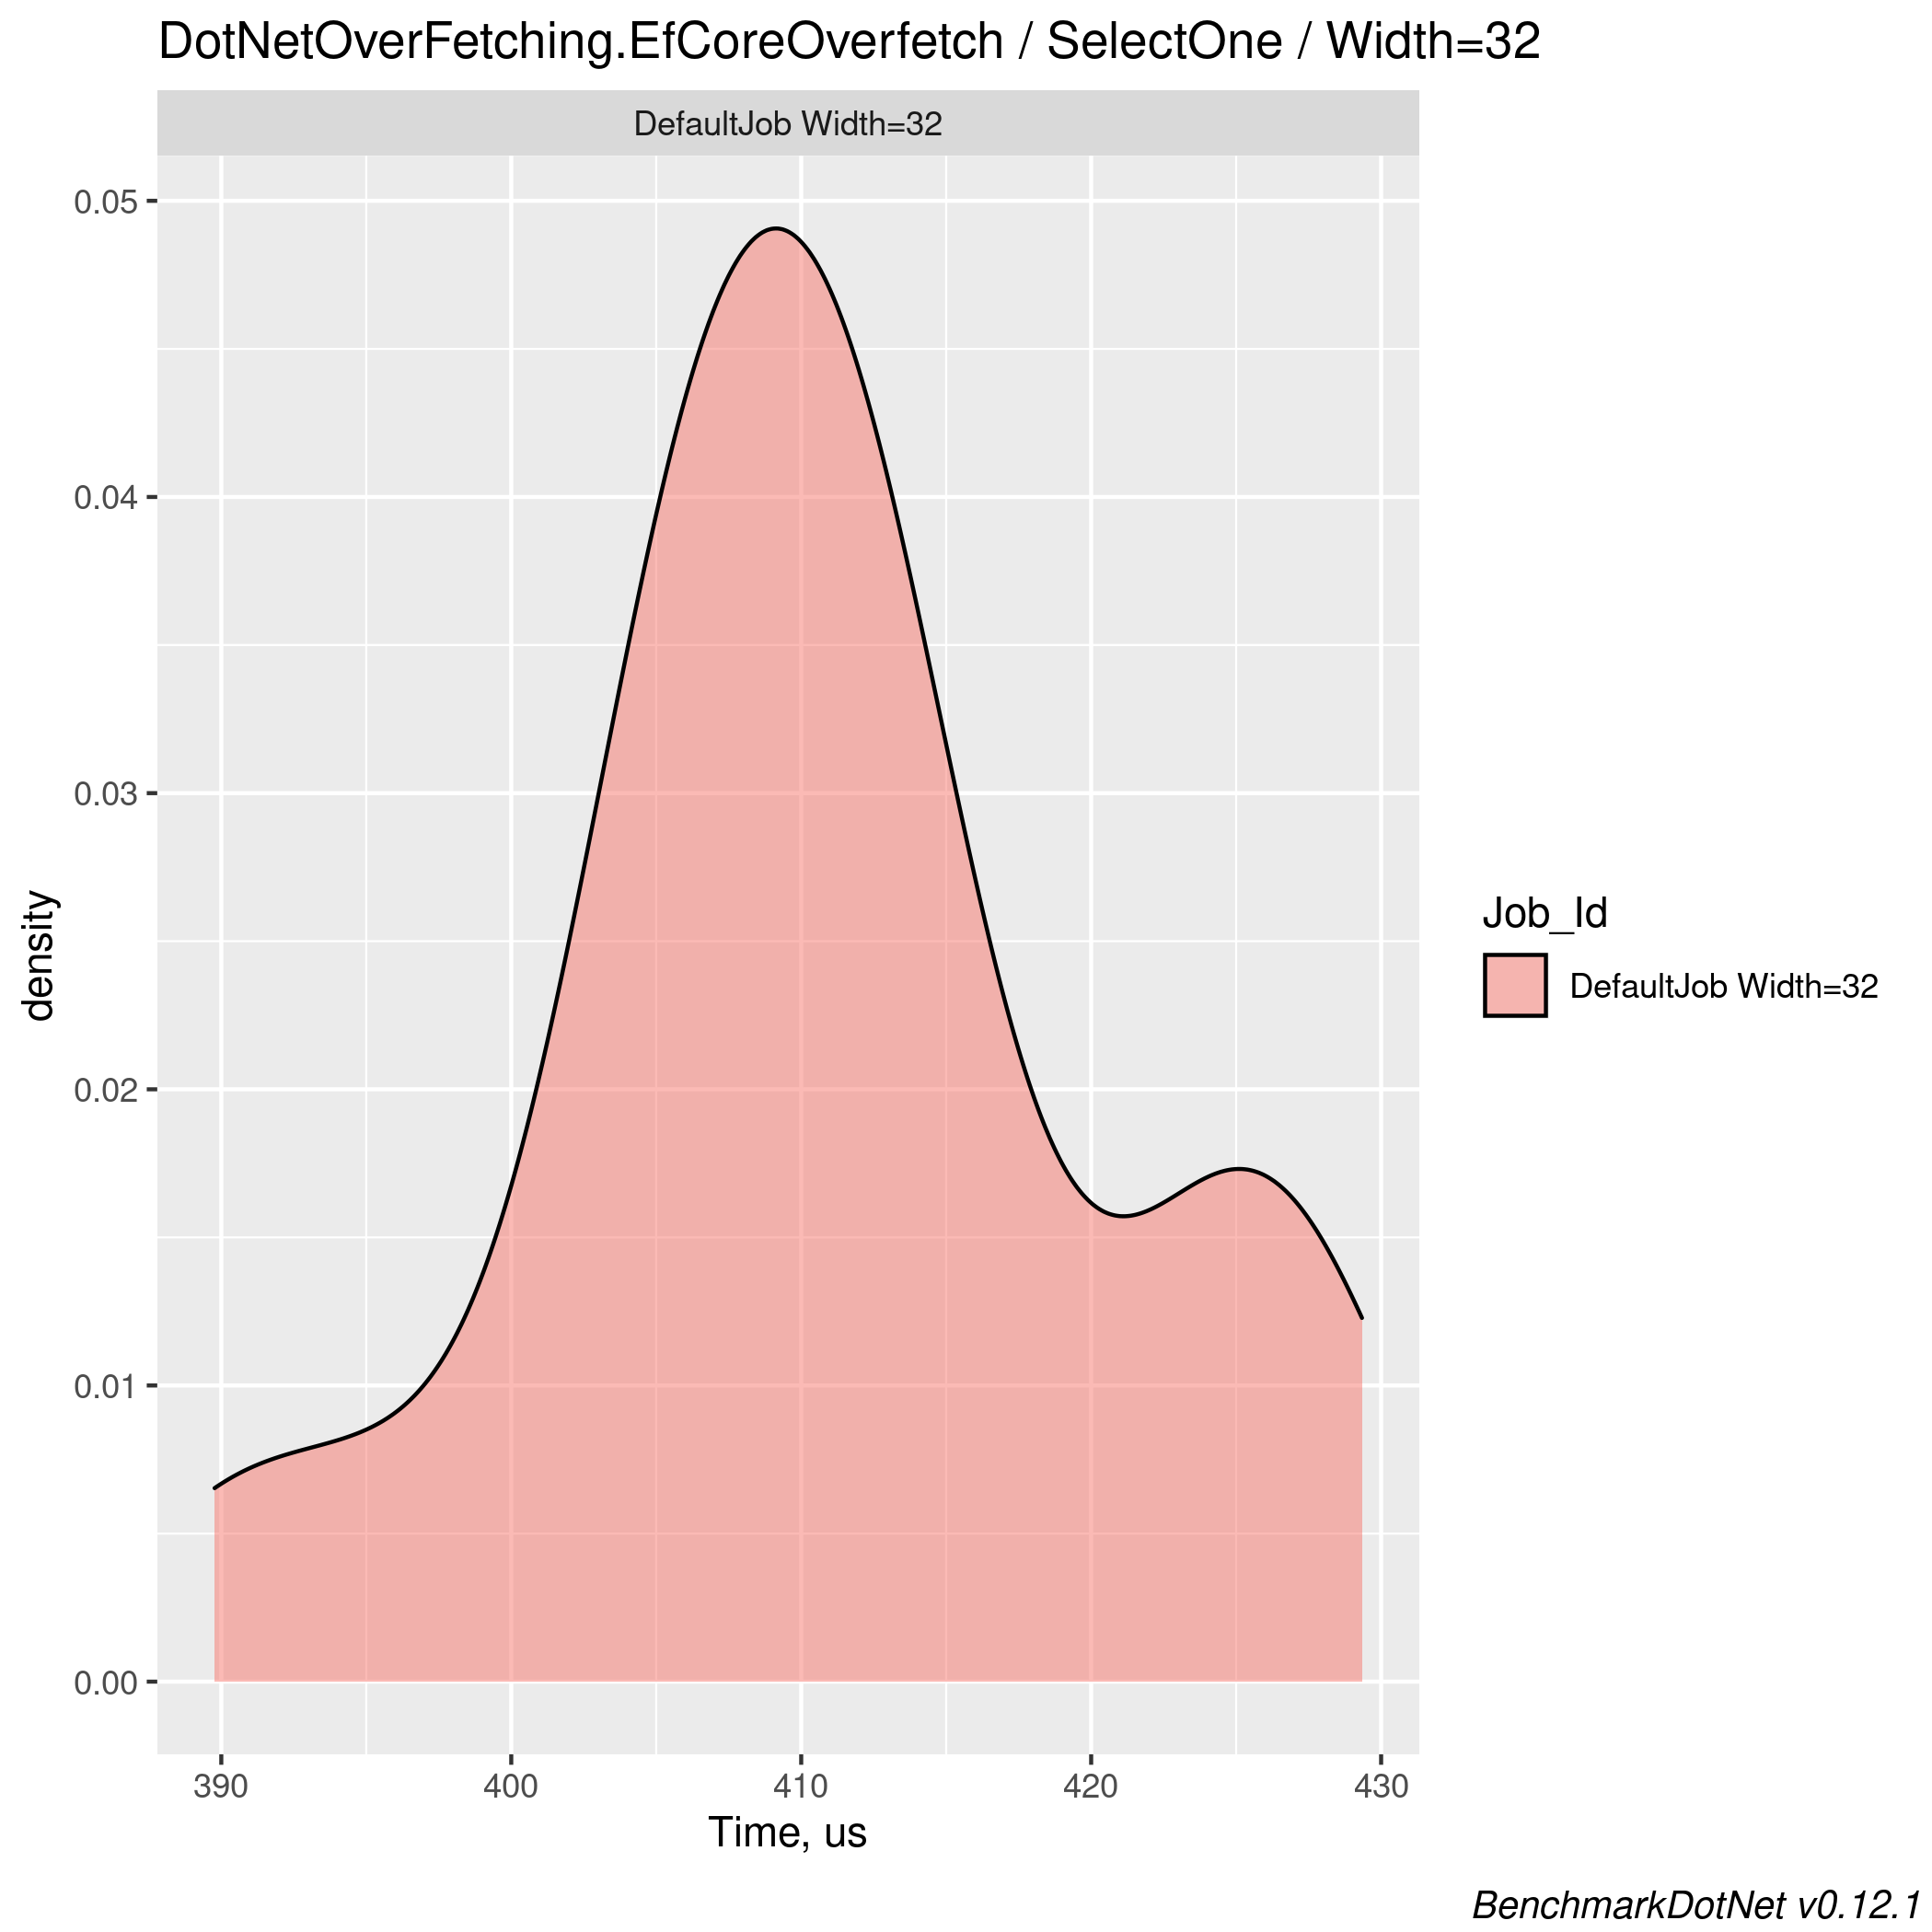 DotNetOverFetching.EfCoreOverfetch / SelectOne / Width=32
DefaultJob Width=32
0.05
0.04
0.03
0.02
0.01
0.00
density
390 400 410 420 430
Time, us
Job_Id
DefaultJob Width=32
BenchmarkDotNet v0.12.1